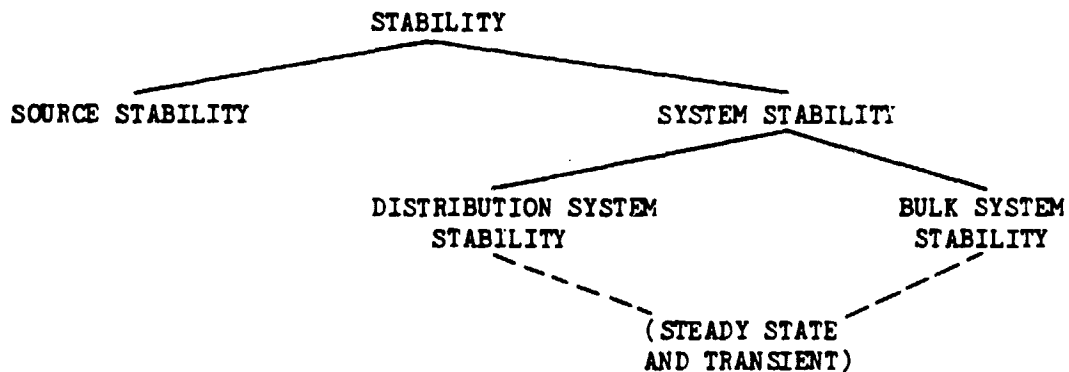 STABILITY
SOURCE STABILITY
SYSTEM STABILITY
DISTRIBUTION SYSTEM
STABILITY
BULK SYSTEM
STABILITY
(STEADY STATE
AND TRANSIENT)